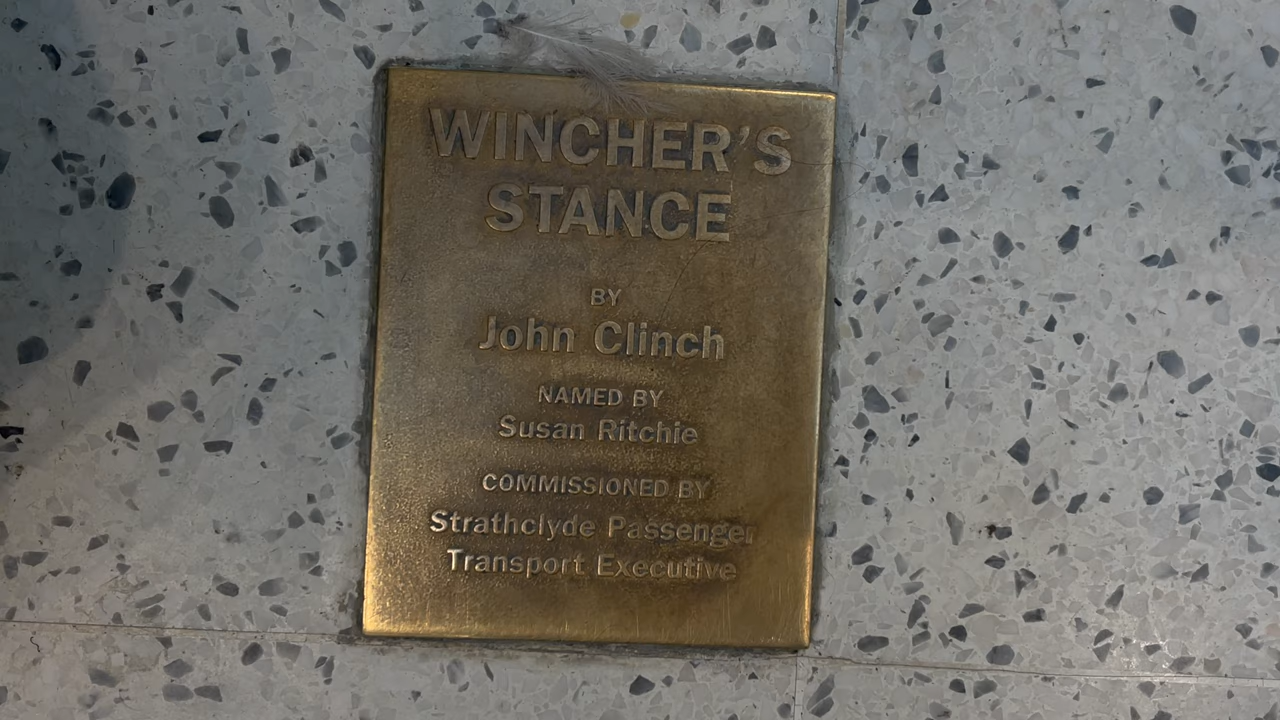 WINCHER'S
STANCE
BY
John Clinch
NAMED BY
Susan Ritchie
COMMISSIONED BY
Strathclyde Passenger
Transport Executive